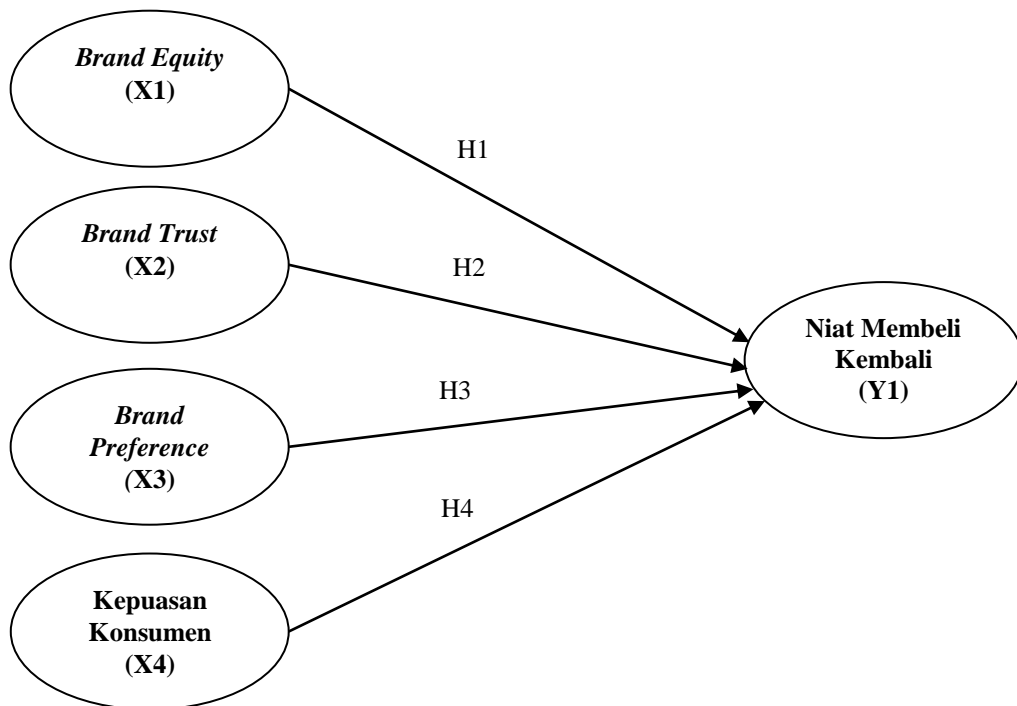 Brand Equity
(X1)
H1
Brand Trust
(X2)
H2
Niat Membeli
Kembali
(Y1)
Brand
Preference
(X3)
H3
H4
Kepuasan
Konsumen
(X4)